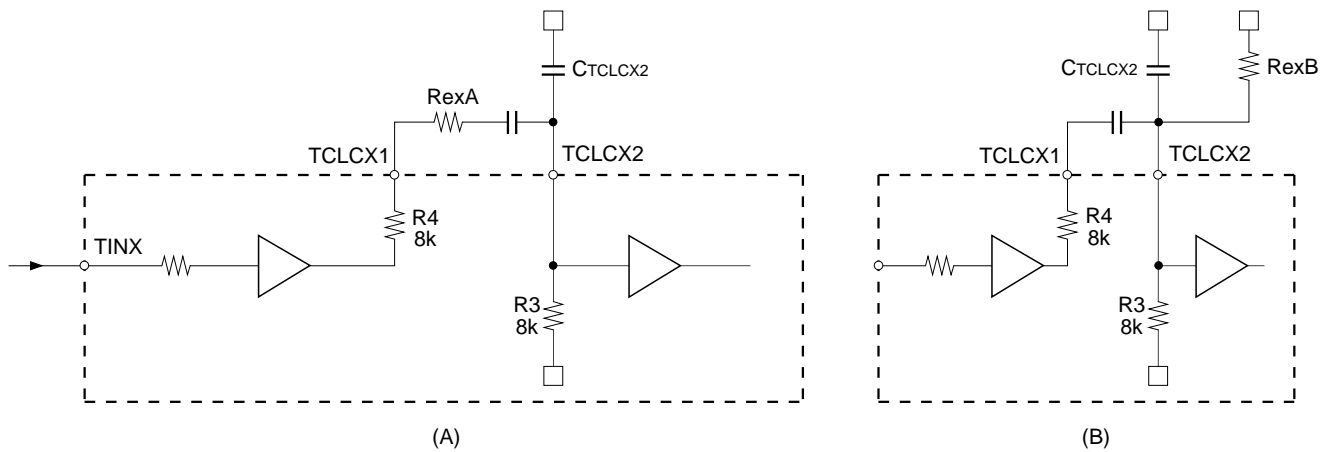 CTCLCX2
RexA
TCLCX1
TCLCX2
TINX
R4
8k
R3
8k
(A)
CTCLCX2
RexB
TCLCX1
TCLCX2
R4
8k
R3
8k
(B)